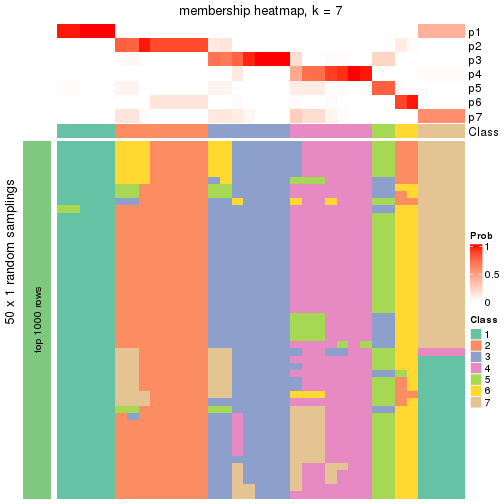 membership heatmap, k = 7
p1
p2
p3
p4
p5
p6
p7
Class
50 x 1 random samplings
top 1000 rows
Prob
1
0.5
0
Class
1
2
3
4
5
6
7